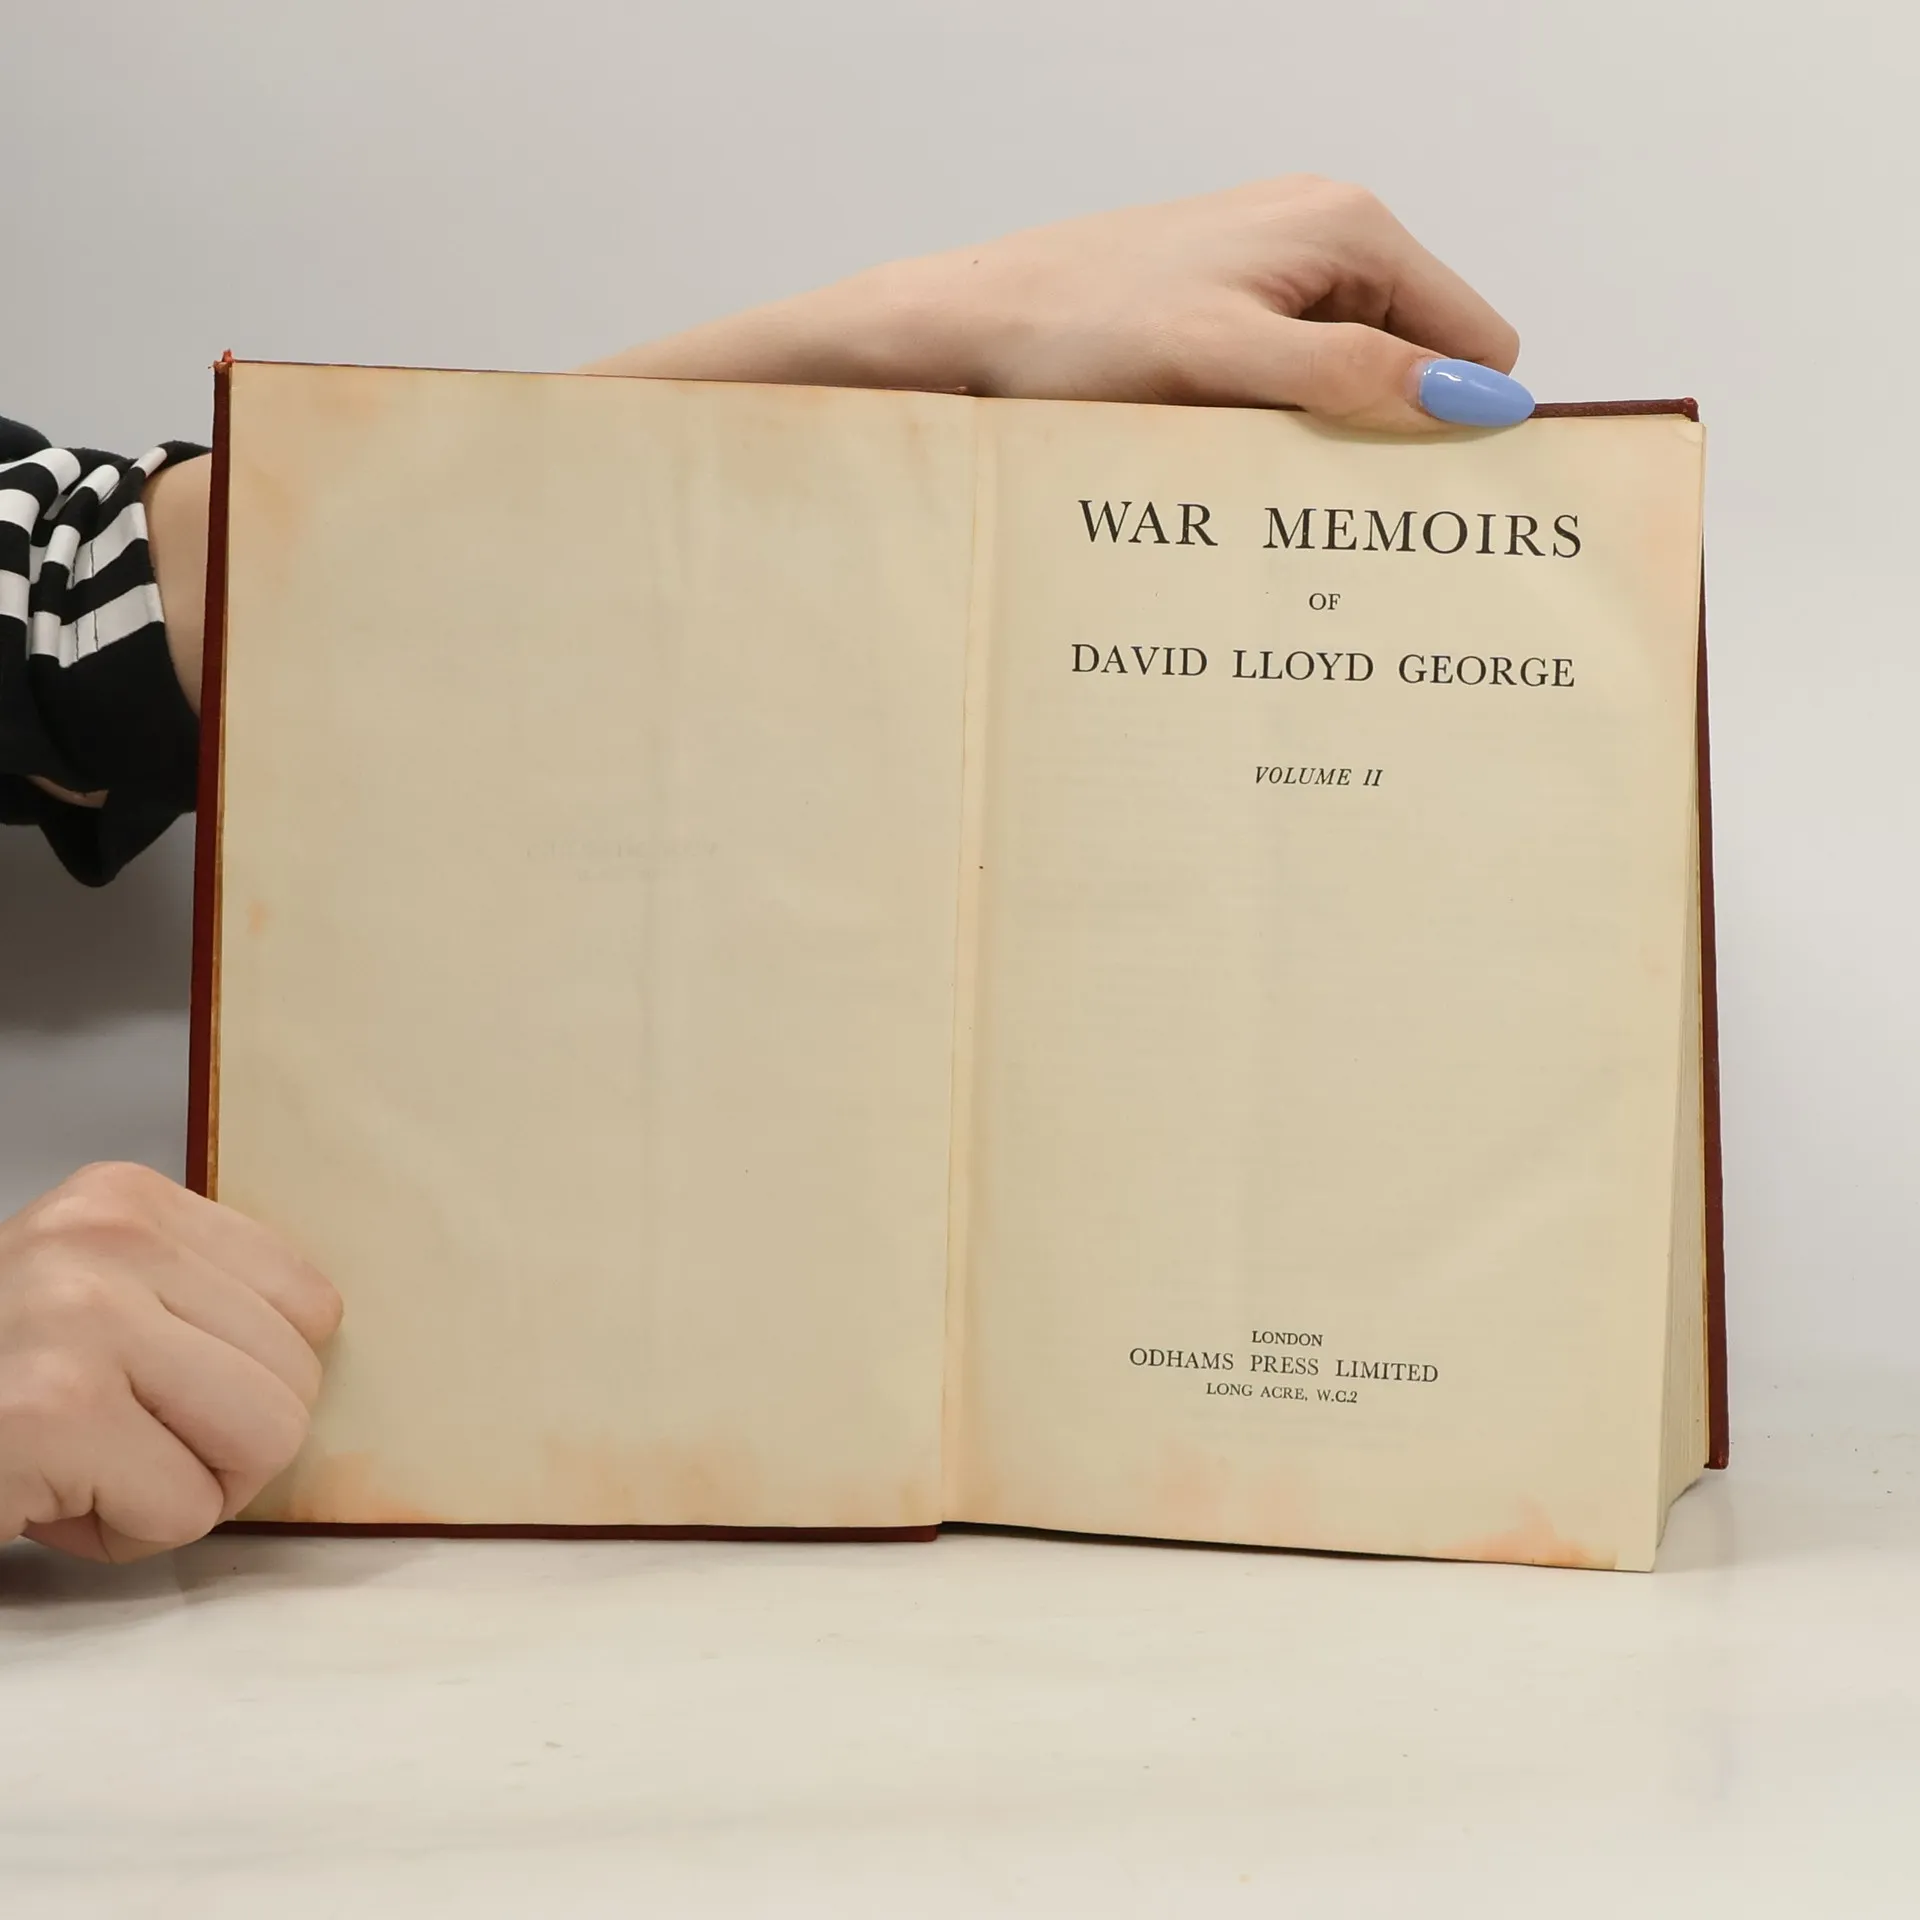 WAR MEMOIRS
OF
DAVID LLOYD GEORGE
VOLUME II
LONDON
ODHAMS PRESS LIMITED
LONG ACRE, W.C.2